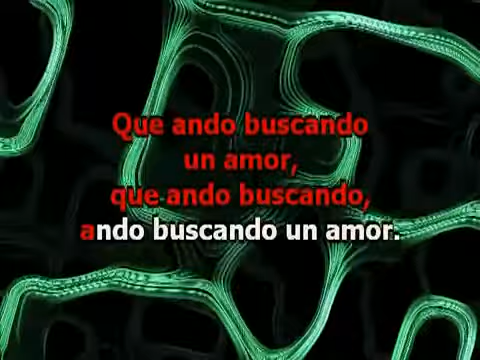 Que ando buscando
un amor,
que ando buscando,
ando buscando un amor.